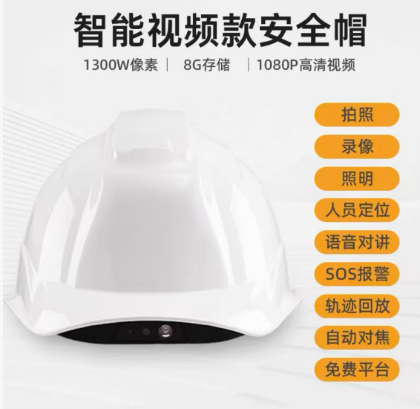 智能视频款安全帽
1300W像素｜ 8G存储 ｜1080P高清视频
拍照
录像
照明
人员定位
语音对讲
SOS报警
轨迹回放
自动对焦
免费平台